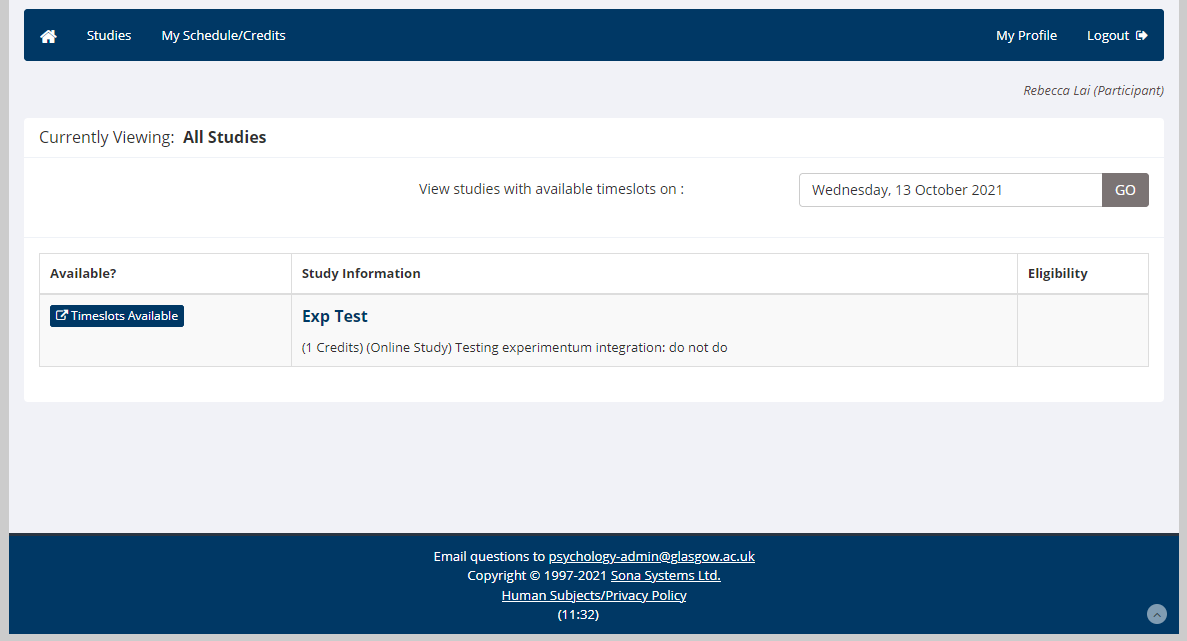 Studies My Schedule/Credits My Profile Logout
Rebecca Lai (Participant)
Currently Viewing: All Studies
View studies with available timeslots on : Wednesday, 13 October 2021 GO
Available? Study Information Eligibility
Timeslots Available Exp Test
(1 Credits) (Online Study) Testing experimentum integration: do not do
Email questions to psychology-admin@glasgow.ac.uk
Copyright © 1997-2021 Sona Systems Ltd.
Human Subjects/Privacy Policy
(11:32)